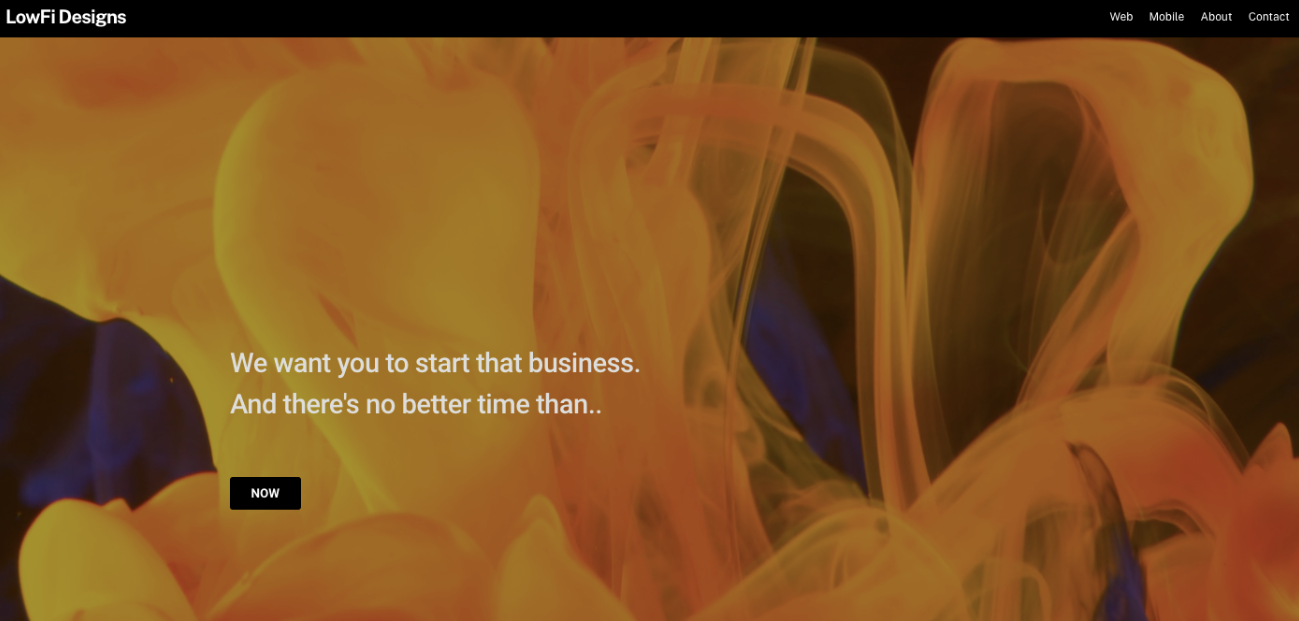 LowFi Designs
Web Mobile About Contact
We want you to start that business.
And there's no better time than..
NOW